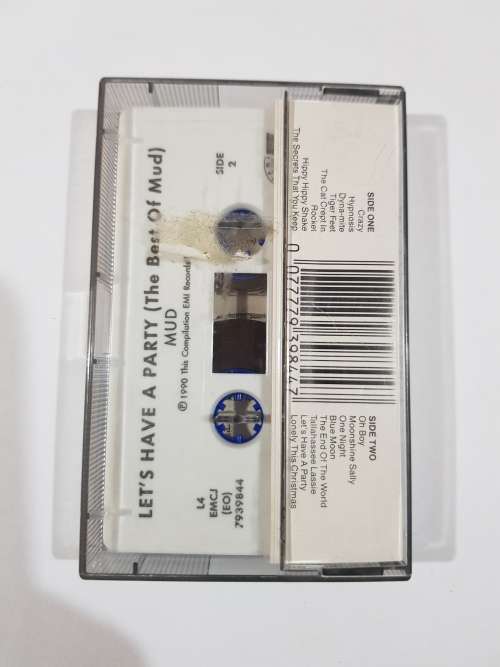 LET'S HAVE A PARTY (The Best Of Mud)
MUD
℗ 1990 This Compilation EMI Records
SIDE
2
L4
EMCJ
(EO)
7939844
SIDE ONE
Crazy
Hypnosis
Dyna-mite
Tiger Feet
The Cat Crept In
Rocket
Hippy Hippy Shake
The Secrets That You Keep
0 077779 39844 7
SIDE TWO
Oh Boy
Moonshine Sally
One Night
Blue Moon
The End Of The World
Tallahassee Lassie
Let's Have A Party
Lonely This Christmas